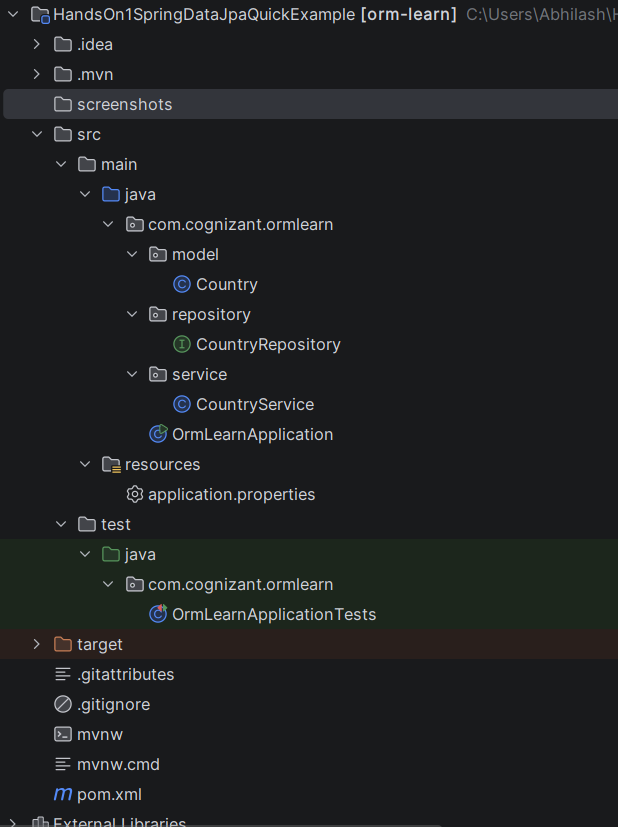 HandsOn1SpringDataJpaQuickExample [orm-learn] C:\Users\Abhilash\H
.idea
.mvn
screenshots
src
main
java
com.cognizant.ormlearn
model
C Country
repository
I CountryRepository
service
C CountryService
C OrmLearnApplication
resources
application.properties
test
java
com.cognizant.ormlearn
C OrmLearnApplicationTests
target
.gitattributes
.gitignore
mvnw
mvnw.cmd
m pom.xml
External Libraries